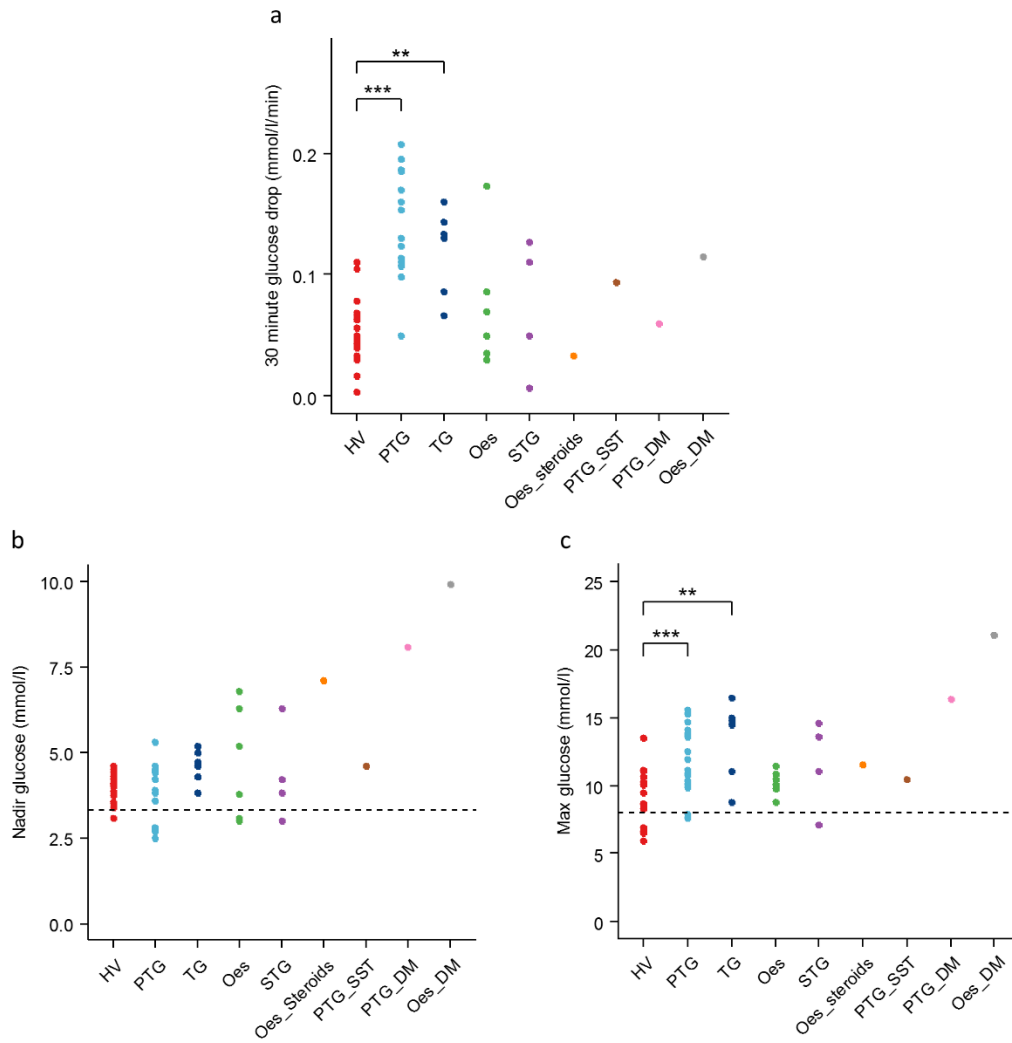 a
30 minute glucose drop (mmol/l/min)
0.2
0.1
0.0
**
***
HV PTG TG Oes STG Oes_steroids PTG_SST PTG_DM Oes_DM
b
Nadir glucose (mmol/l)
10.0
7.5
5.0
2.5
0.0
HV PTG TG Oes STG Oes_Steroids PTG_SST PTG_DM Oes_DM
c
Max glucose (mmol/l)
25
20
15
10
5
0
**
***
HV PTG TG Oes STG Oes_steroids PTG_SST PTG_DM Oes_DM